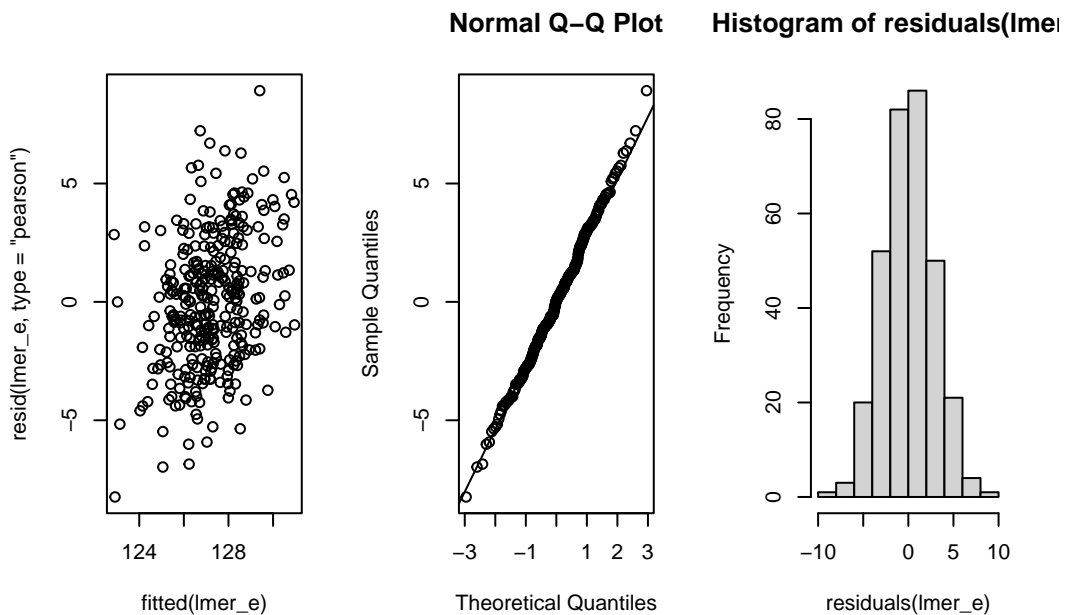 Normal Q−Q Plot
Histogram of residuals(lmer
resid(lmer_e, type = "pearson")
5
0
−5
124
128
fitted(lmer_e)
Sample Quantiles
5
0
−5
−3
−1
1
2
3
Theoretical Quantiles
Frequency
80
60
40
20
0
−10
0
5
10
residuals(lmer_e)